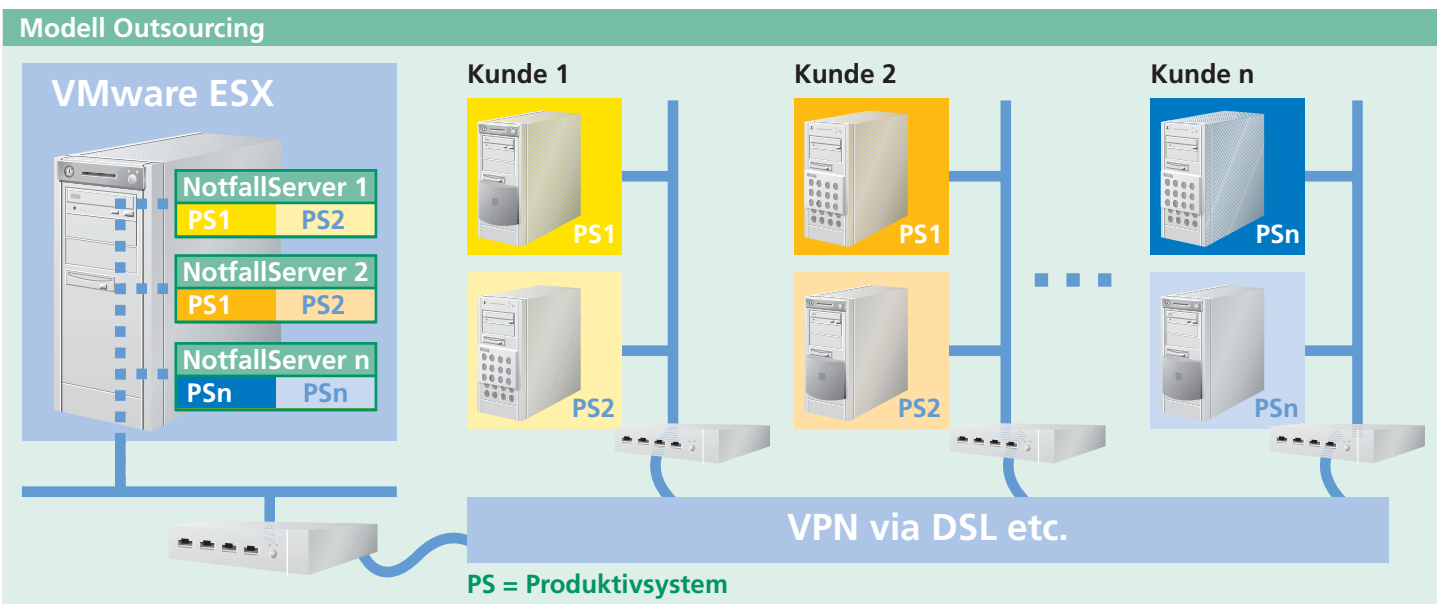 Modell Outsourcing
VMware ESX
NotfallServer 1
PS1 PS2
NotfallServer 2
PS1 PS2
NotfallServer n
PSn PSn
Kunde 1
PS1
PS2
Kunde 2
PS1
PS2
Kunde n
PSn
PSn
VPN via DSL etc.
PS = Produktivsystem